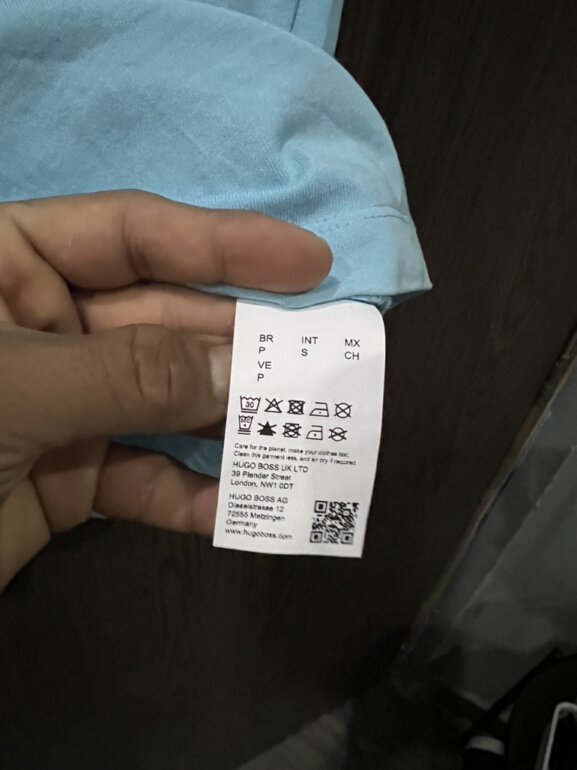 BR INT MX
P S CH
VE
P
30
30°C
Care for the planet, make your clothes last.
Clean this garment less, and air dry if required.
HUGO BOSS UK LTD
39 Plender Street
London, NW1 0DT
HUGO BOSS AG
Dieselstrasse 12
72555 Metzingen
Germany
www.hugoboss.com